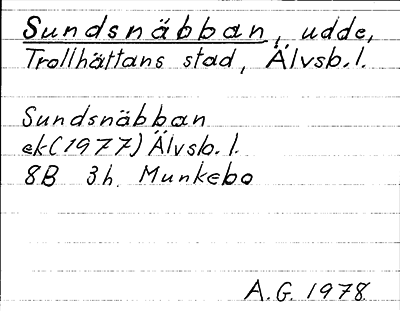 Sundsnäbban, udde,
Trollhättans stad, Älvsb.l.
Sundsnäbban
ek(1977) Älvsb.l.
8B 3h Munkebo
A.G. 1978